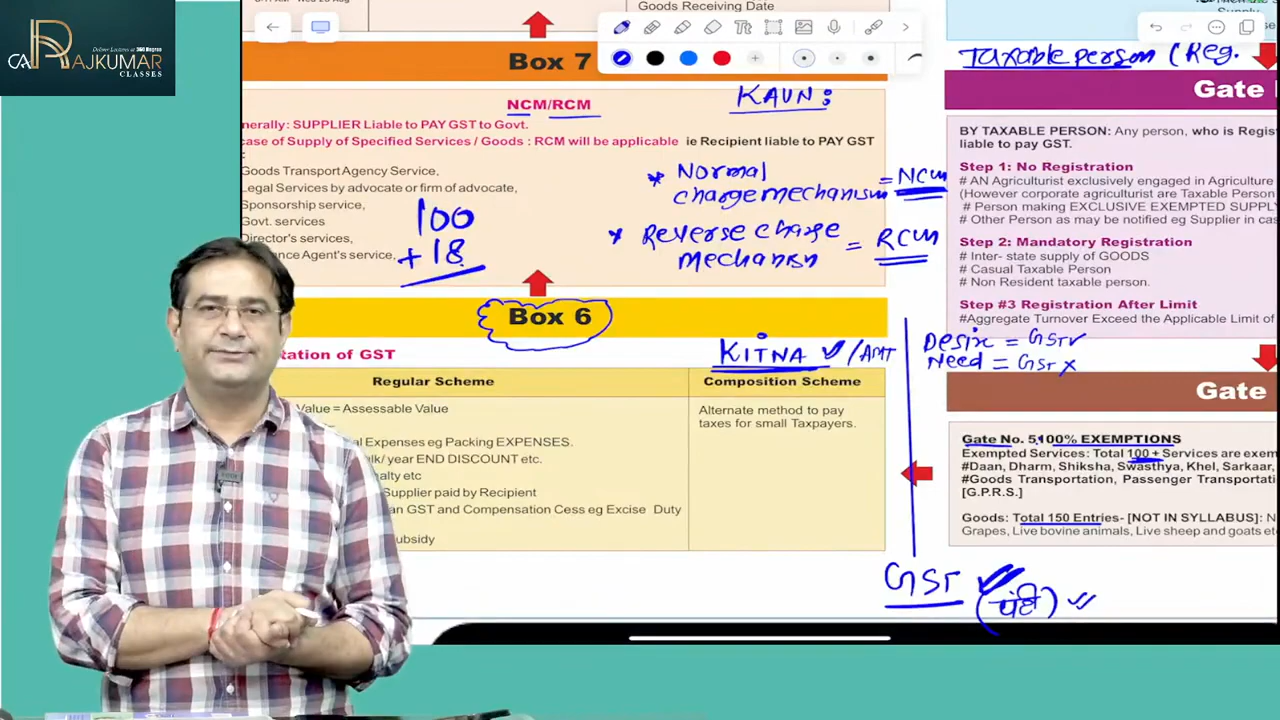 CA RAJKUMAR
Deliver Lectures at 360 Degree
CLASSES
Goods Receiving Date
Supply
Box 7
Taxable person (Reg.
NCM/RCM
KAUN:
nerally: SUPPLIER Liable to PAY GST to Govt.
case of Supply of Specified Services / Goods : RCM will be applicable ie Recipient liable to PAY GST
Goods Transport Agency Service,
Legal Services by advocate or firm of advocate,
Sponsorship service,
Govt. services
Director's services,
ance Agent's service,
100
+ 18
* Normal charge mechanism = NCM
* Reverse charge mechanism = RCM
Box 6
KITNA /AMT
tation of GST
Regular Scheme
Composition Scheme
Value = Assessable Value
Alternate method to pay
taxes for small Taxpayers.
al Expenses eg Packing EXPENSES.
lk/ year END DISCOUNT etc.
alty etc
Supplier paid by Recipient
an GST and Compensation Cess eg Excise Duty
ubsidy
Gate
BY TAXABLE PERSON: Any person, who is Regis
liable to pay GST.
Step 1: No Registration
# AN Agriculturist exclusively engaged in Agriculture
(However corporate agriculturist are Taxable Person
# Person making EXCLUSIVE EXEMPTED SUPPLY
# Other Person as may be notified eg Supplier in cas
Step 2: Mandatory Registration
# Inter- state supply of GOODS
# Casual Taxable Person
# Non Resident taxable person.
Step #3 Registration After Limit
#Aggregate Turnover Exceed the Applicable Limit of
Desire = GST✓
Need = GST x
Gate
Gate No. 5 100% EXEMPTIONS
Exempted Services: Total 100 + Services are exem
#Daan, Dharm, Shiksha, Swasthya, Khel, Sarkaar,
#Goods Transportation, Passenger Transportati
[G.P.R.S.]
Goods: Total 150 Entries- [NOT IN SYLLABUS]: N
Grapes, Live bovine animals, Live sheep and goats etc
GST ✓